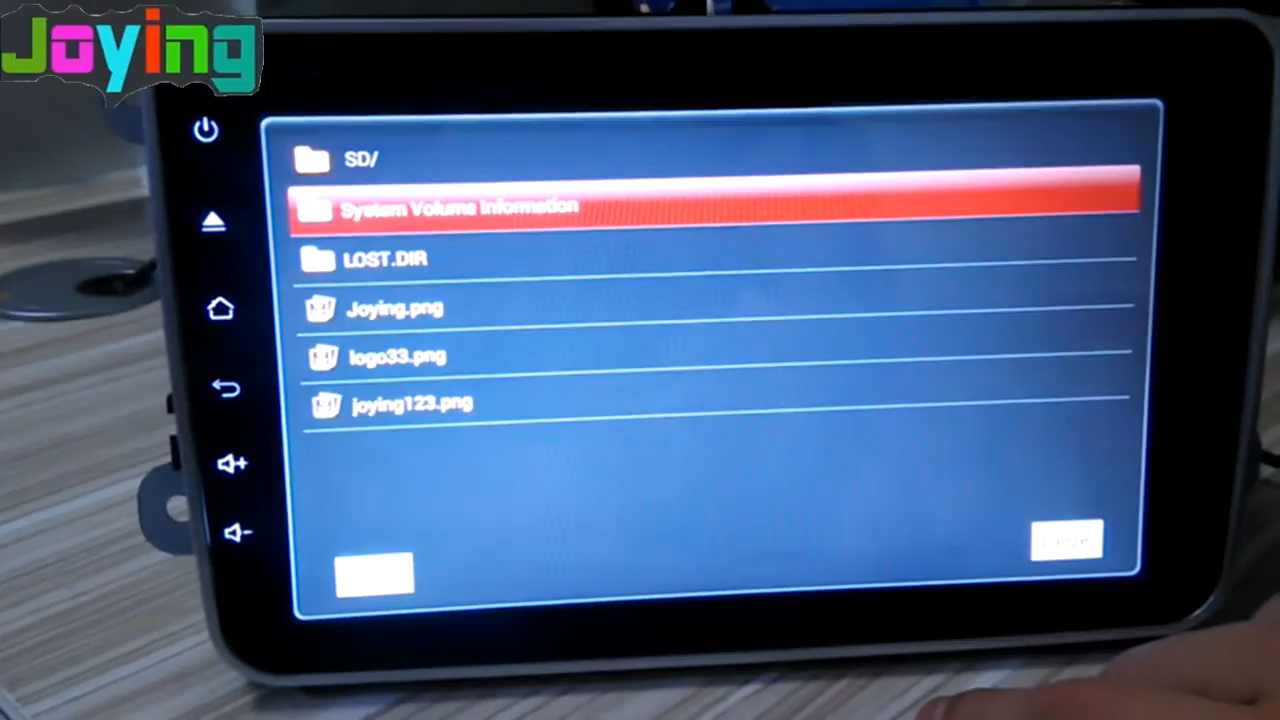 Joying
SD/
System Volume Information
LOST.DIR
Joying.png
logo33.png
joying123.png